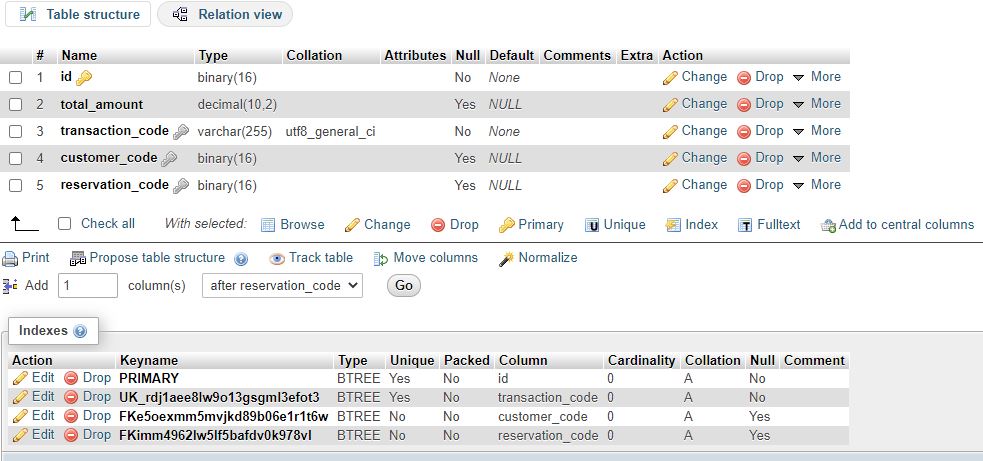 Table structure Relation view
# Name Type Collation Attributes Null Default Comments Extra Action
1 id binary(16) No None Change Drop More
2 total_amount decimal(10,2) Yes NULL Change Drop More
3 transaction_code varchar(255) utf8_general_ci No None Change Drop More
4 customer_code binary(16) Yes NULL Change Drop More
5 reservation_code binary(16) Yes NULL Change Drop More
Check all With selected: Browse Change Drop Primary U Unique Index T Fulltext Add to central columns
Print Propose table structure Track table Move columns Normalize
Add 1 column(s) after reservation_code Go
Indexes
Action Keyname Type Unique Packed Column Cardinality Collation Null Comment
Edit Drop PRIMARY BTREE Yes No id 0 A No
Edit Drop UK_rdj1aee8lw9o13gsgml3efot3 BTREE Yes No transaction_code 0 A No
Edit Drop FKe5oexmm5mvjkd89b06e1r1t6w BTREE No No customer_code 0 A Yes
Edit Drop FKimm4962lw5lf5bafdv0k978vl BTREE No No reservation_code 0 A Yes